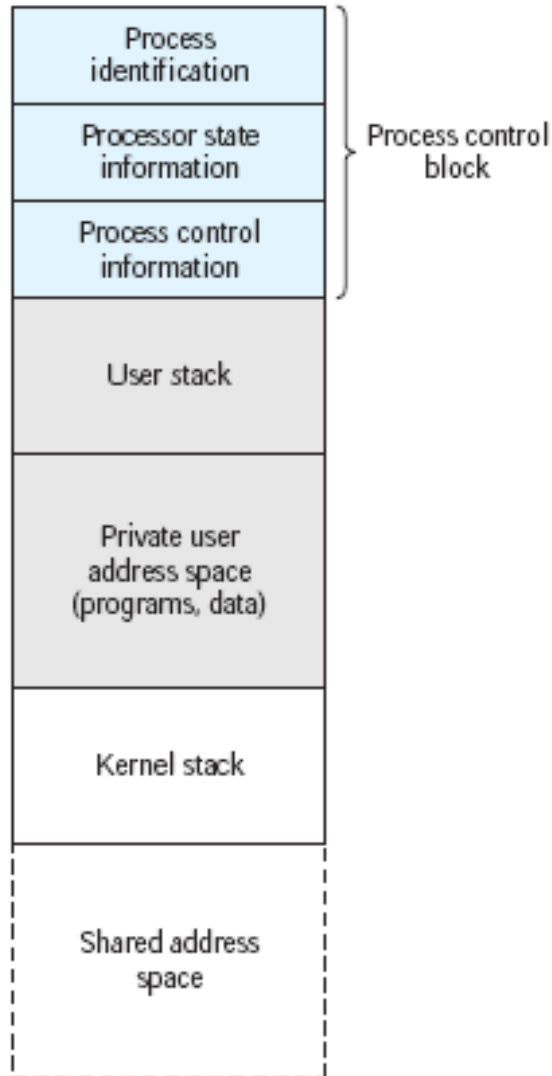 Process
identification
Processor state
information
Process control
information
Process control
block
User stack
Private user
address space
(programs, data)
Kernel stack
Shared address
space